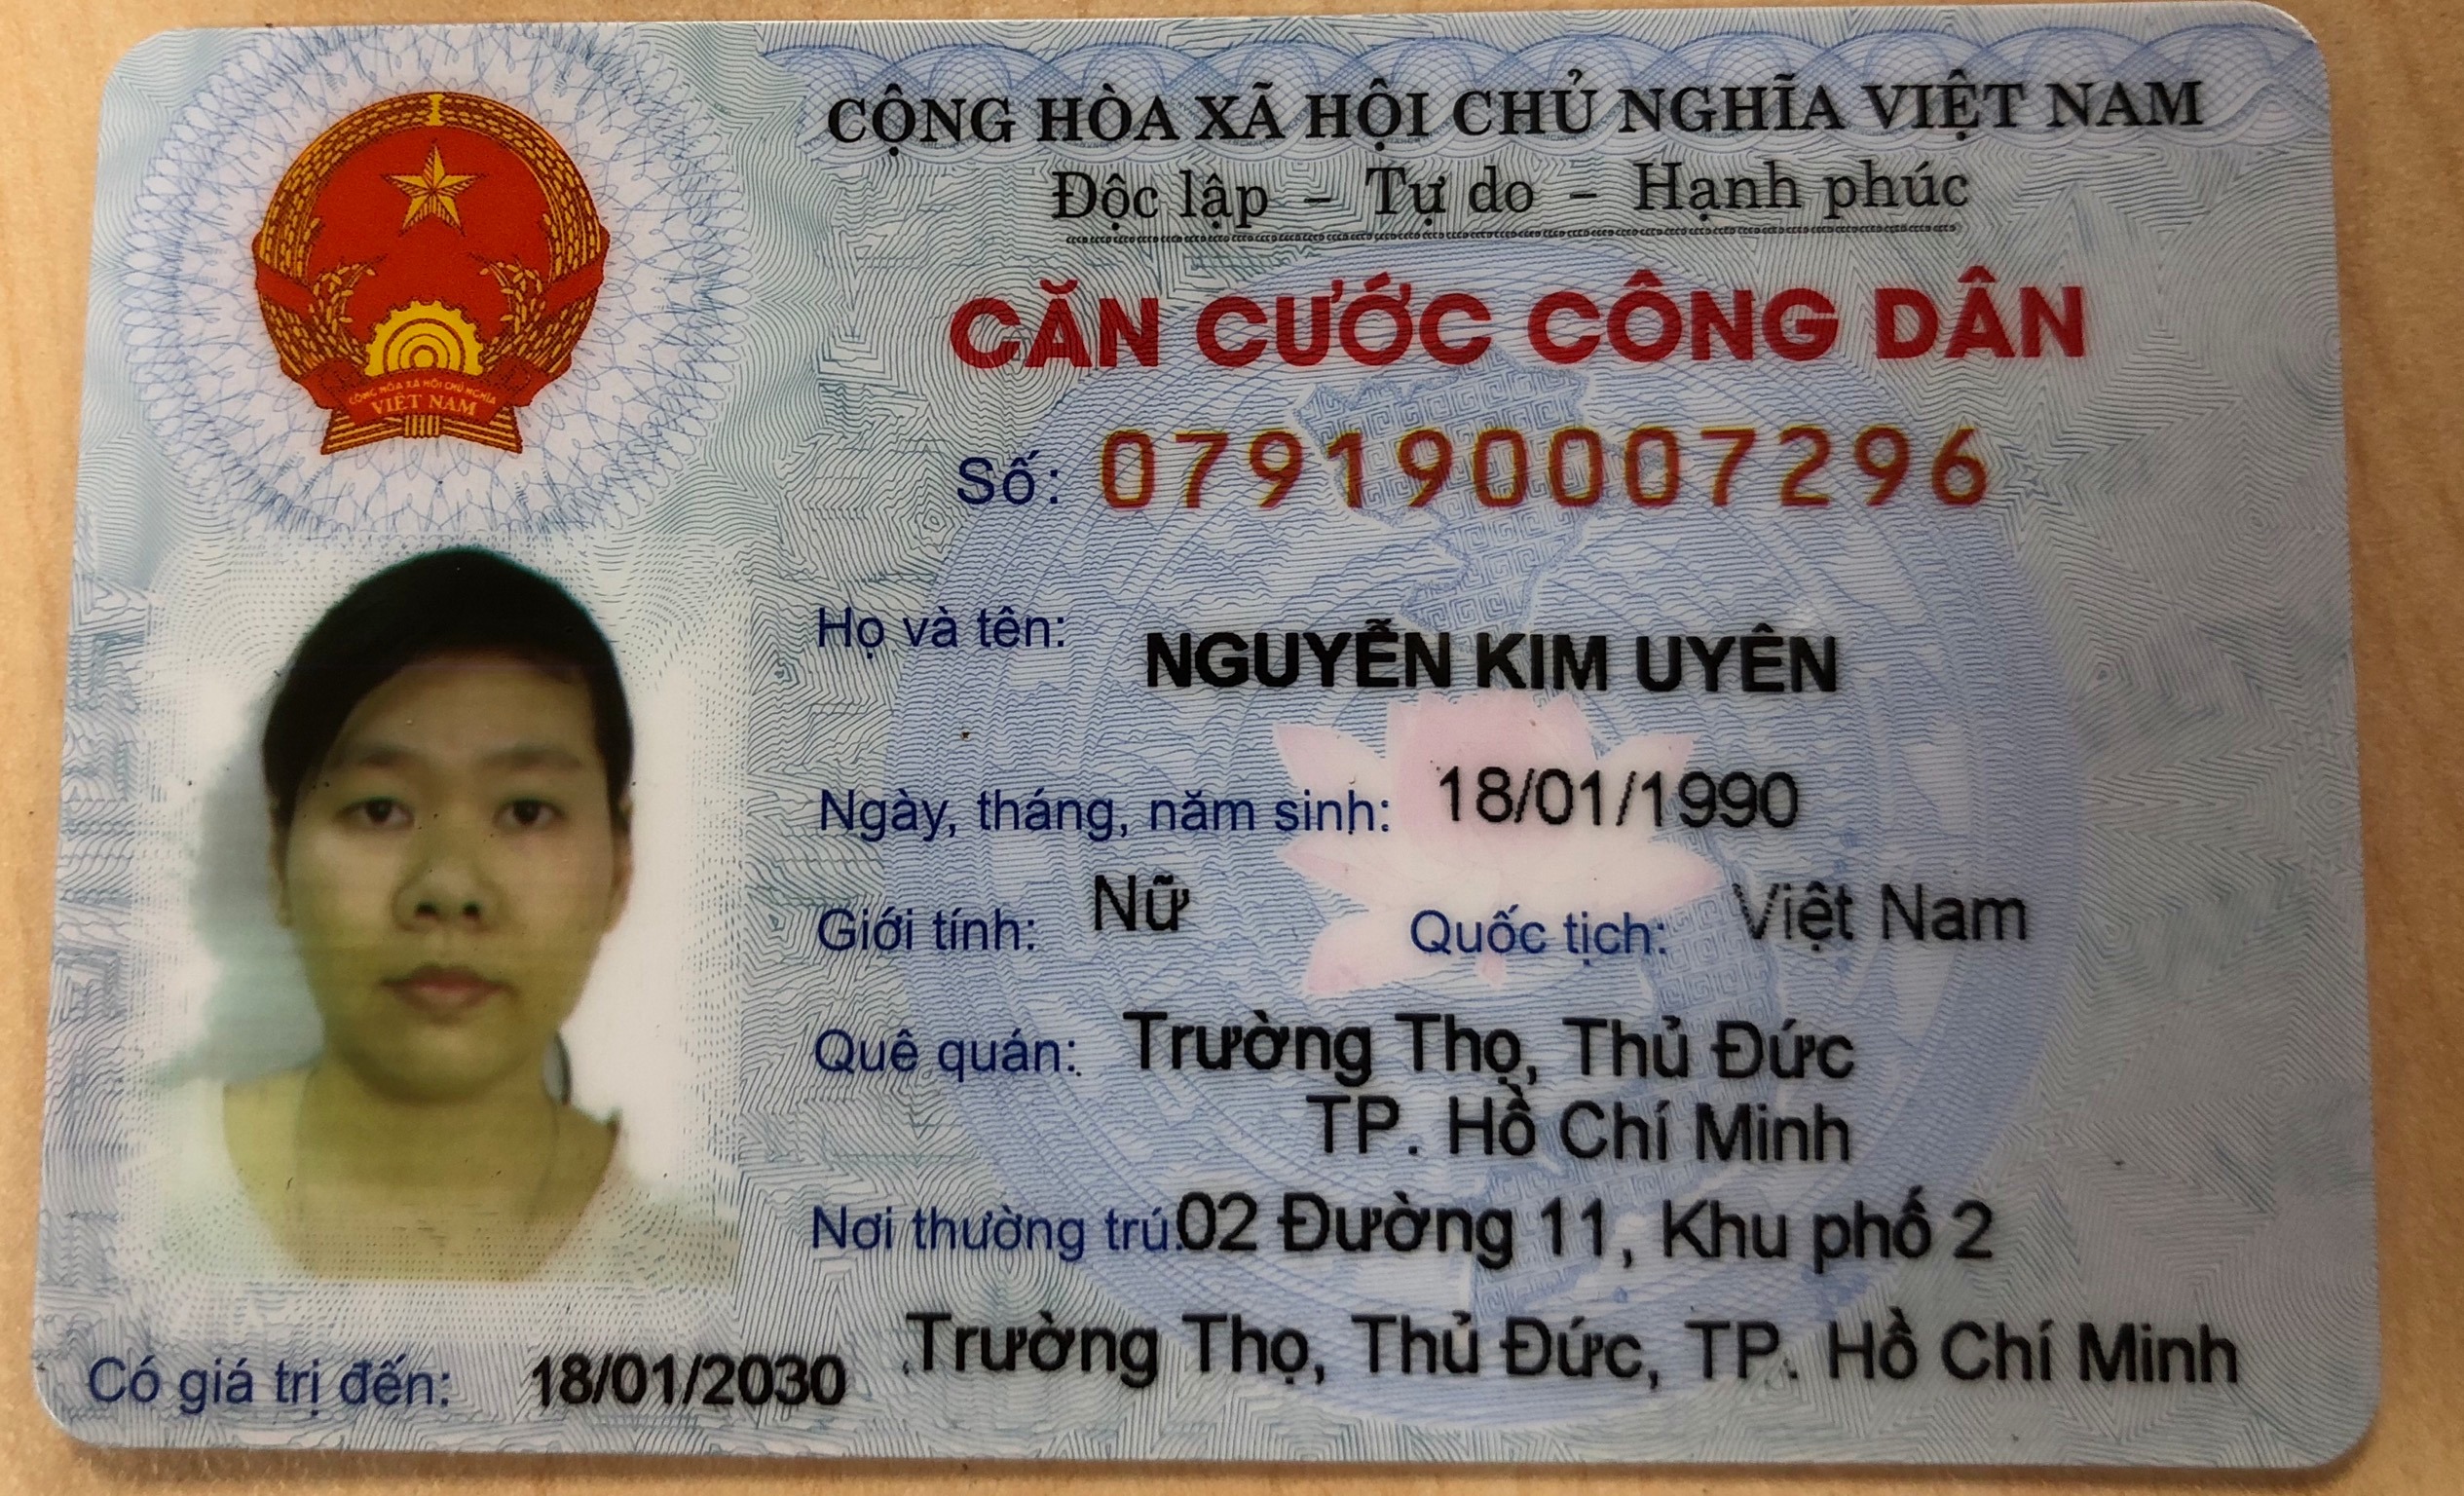 CỘNG HÒA XÃ HỘI CHỦ NGHĨA VIỆT NAM
Độc lập - Tự do - Hạnh phúc
CĂN CƯỚC CÔNG DÂN
Số: 079190007296
Họ và tên: NGUYỄN KIM UYÊN
Ngày, tháng, năm sinh: 18/01/1990
Giới tính: Nữ Quốc tịch: Việt Nam
Quê quán: Trường Thọ, Thủ Đức
TP. Hồ Chí Minh
Nơi thường trú: 02 Đường 11, Khu phố 2
Trường Thọ, Thủ Đức, TP. Hồ Chí Minh
Có giá trị đến: 18/01/2030
CỘNG HÒA XÃ HỘI CHỦ NGHĨA
VIỆT NAM